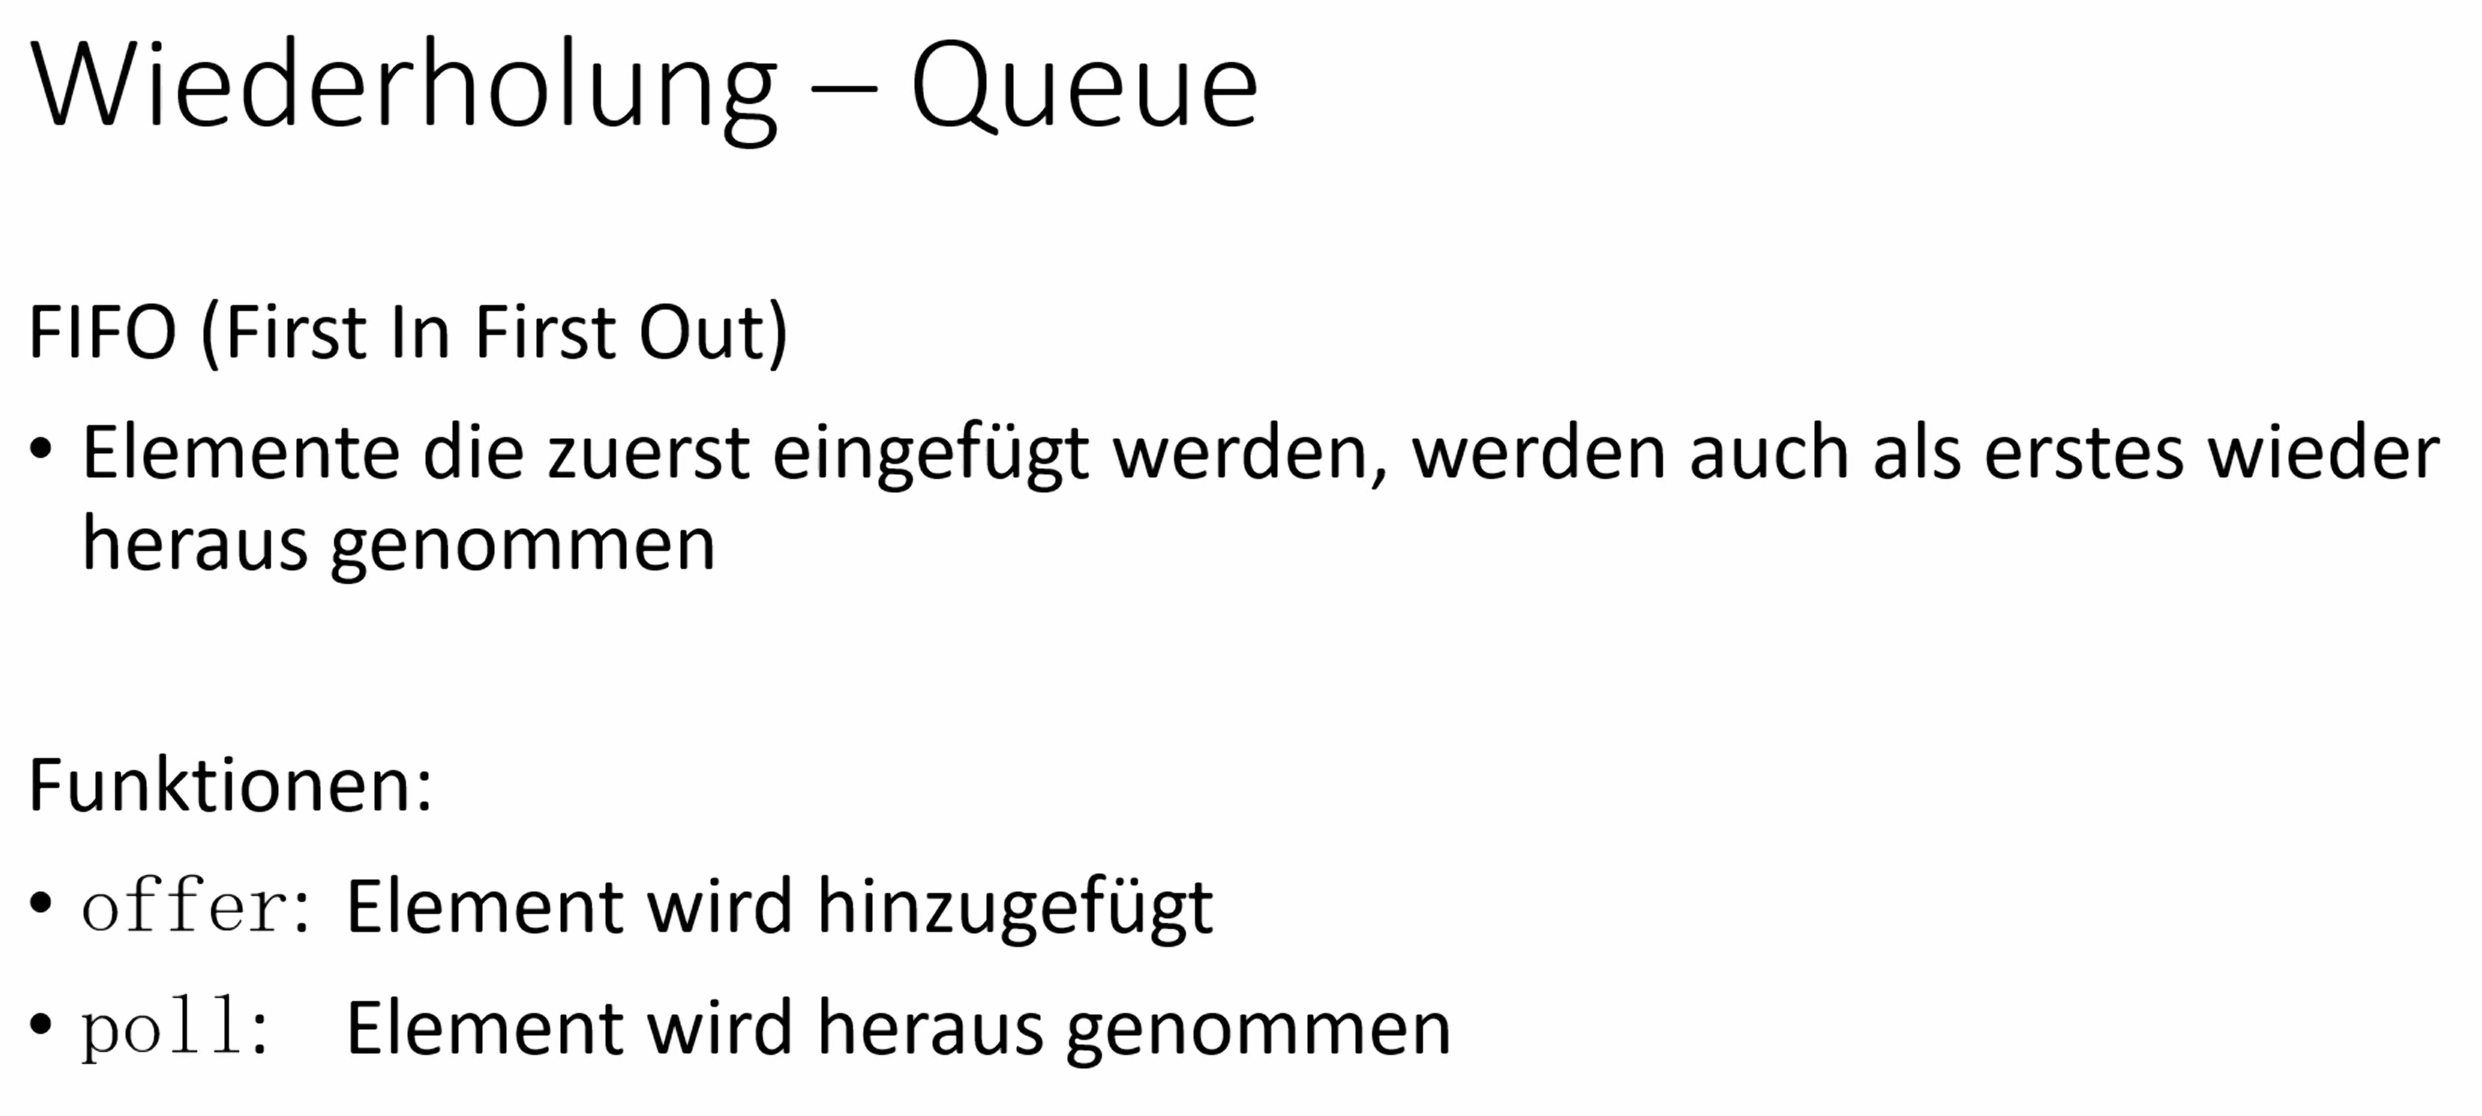 Wiederholung – Queue
FIFO (First In First Out)
• Elemente die zuerst eingefügt werden, werden auch als erstes wieder
heraus genommen
Funktionen:
• offer: Element wird hinzugefügt
• poll: Element wird heraus genommen